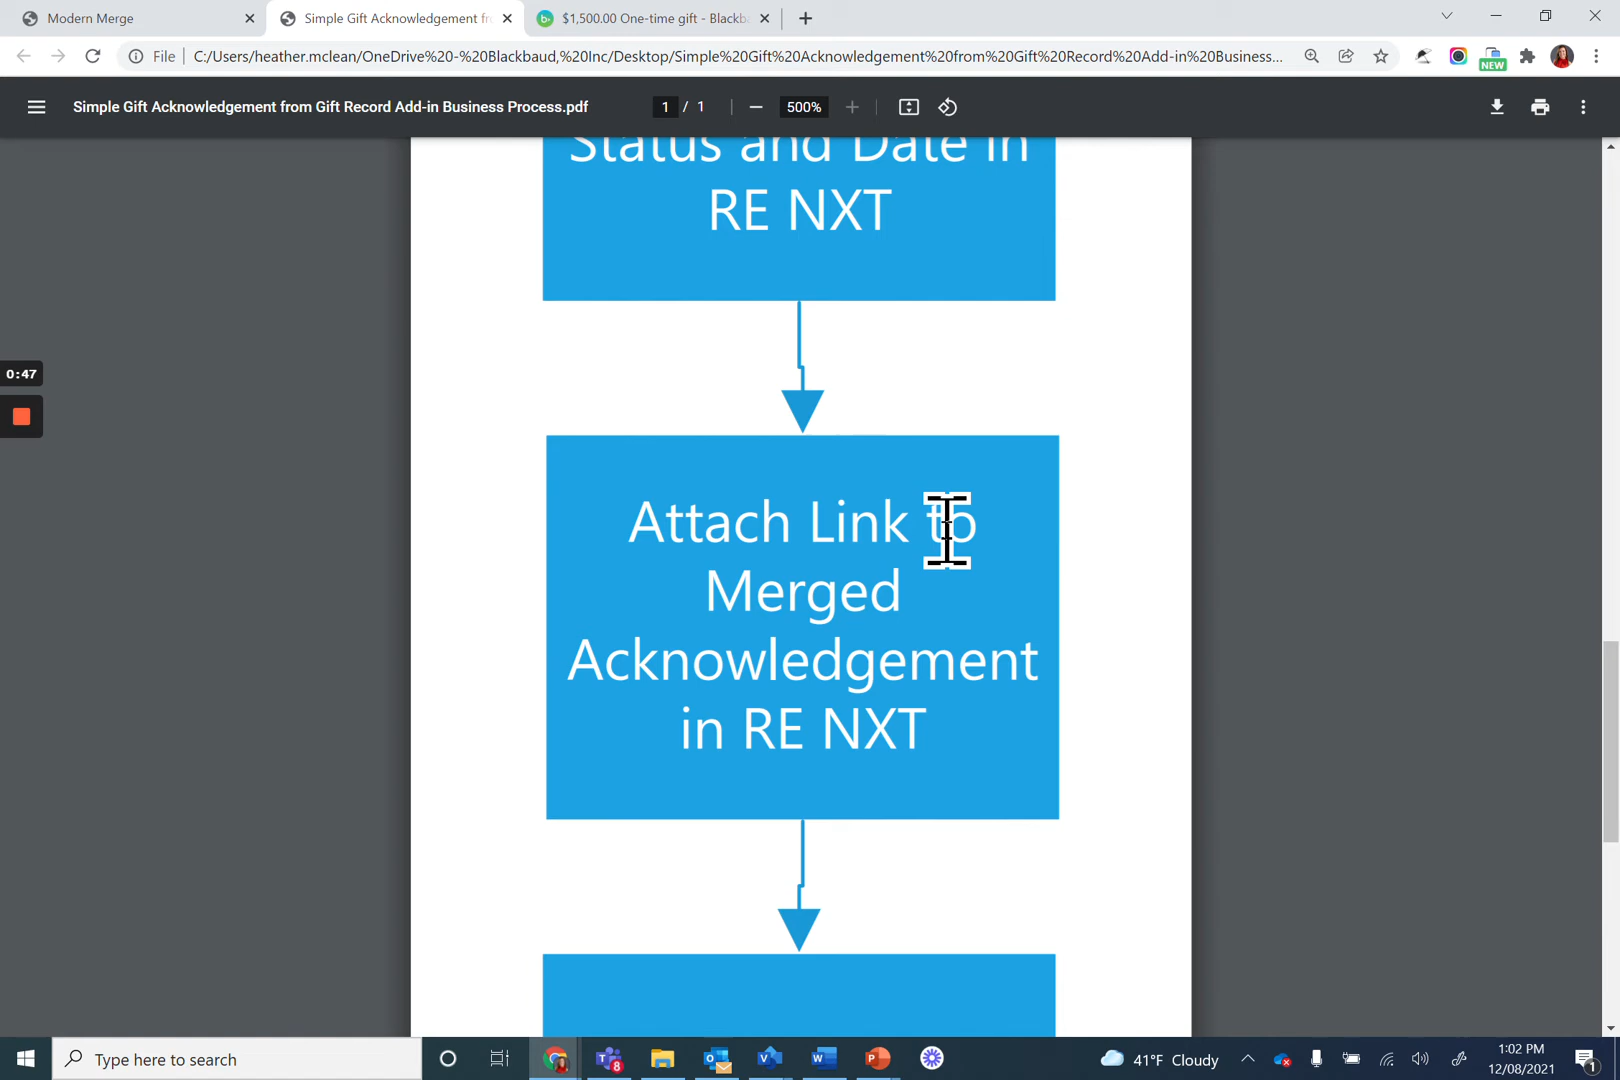 Modern Merge
Simple Gift Acknowledgement fr
b.
$1,500.00 One-time gift - Blackba
File
C:/Users/heather.mclean/OneDrive%20-%20Blackbaud,%20Inc/Desktop/Simple%20Gift%20Acknowledgement%20from%20Gift%20Record%20Add-in%20Business...
NEW
Simple Gift Acknowledgement from Gift Record Add-in Business Process.pdf
1 / 1
500%
Status and Date in
RE NXT
0:47
Attach Link to
Merged
Acknowledgement
in RE NXT
Type here to search
8
41°F Cloudy
1:02 PM
12/08/2021
1